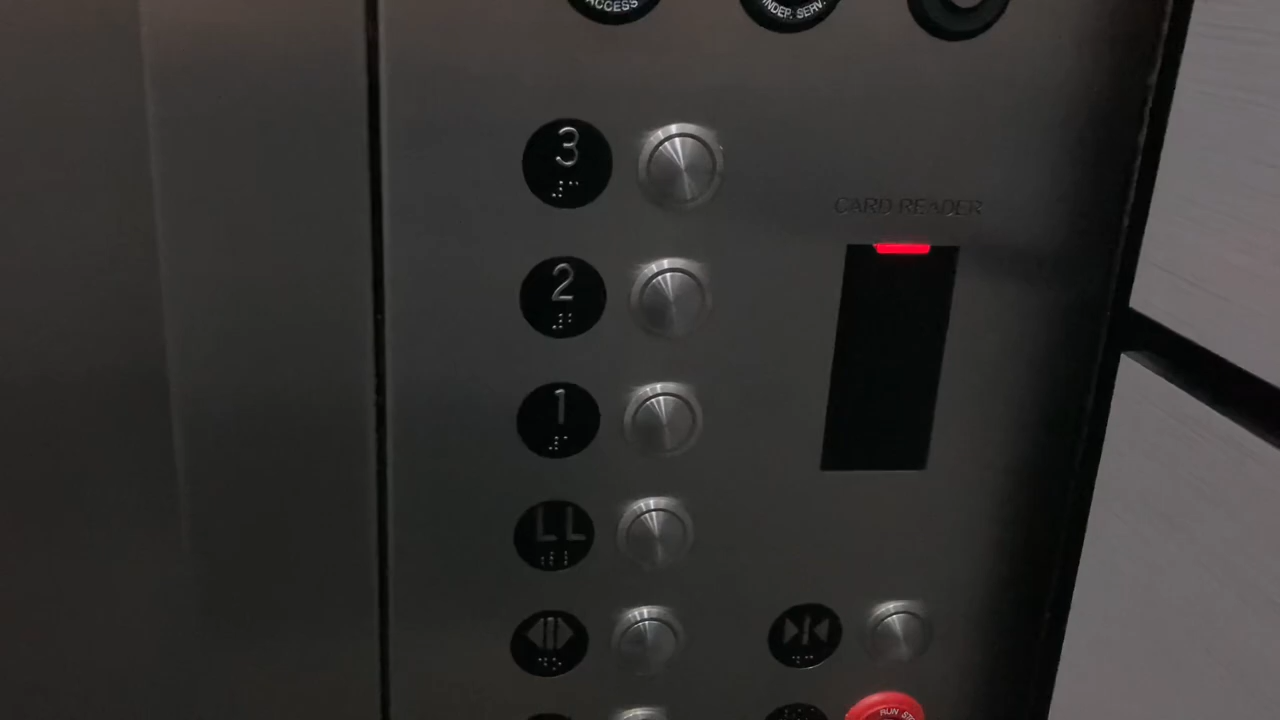 ACCESS
INDEP. SERV.
3
CARD READER
2
1
LL
RUN